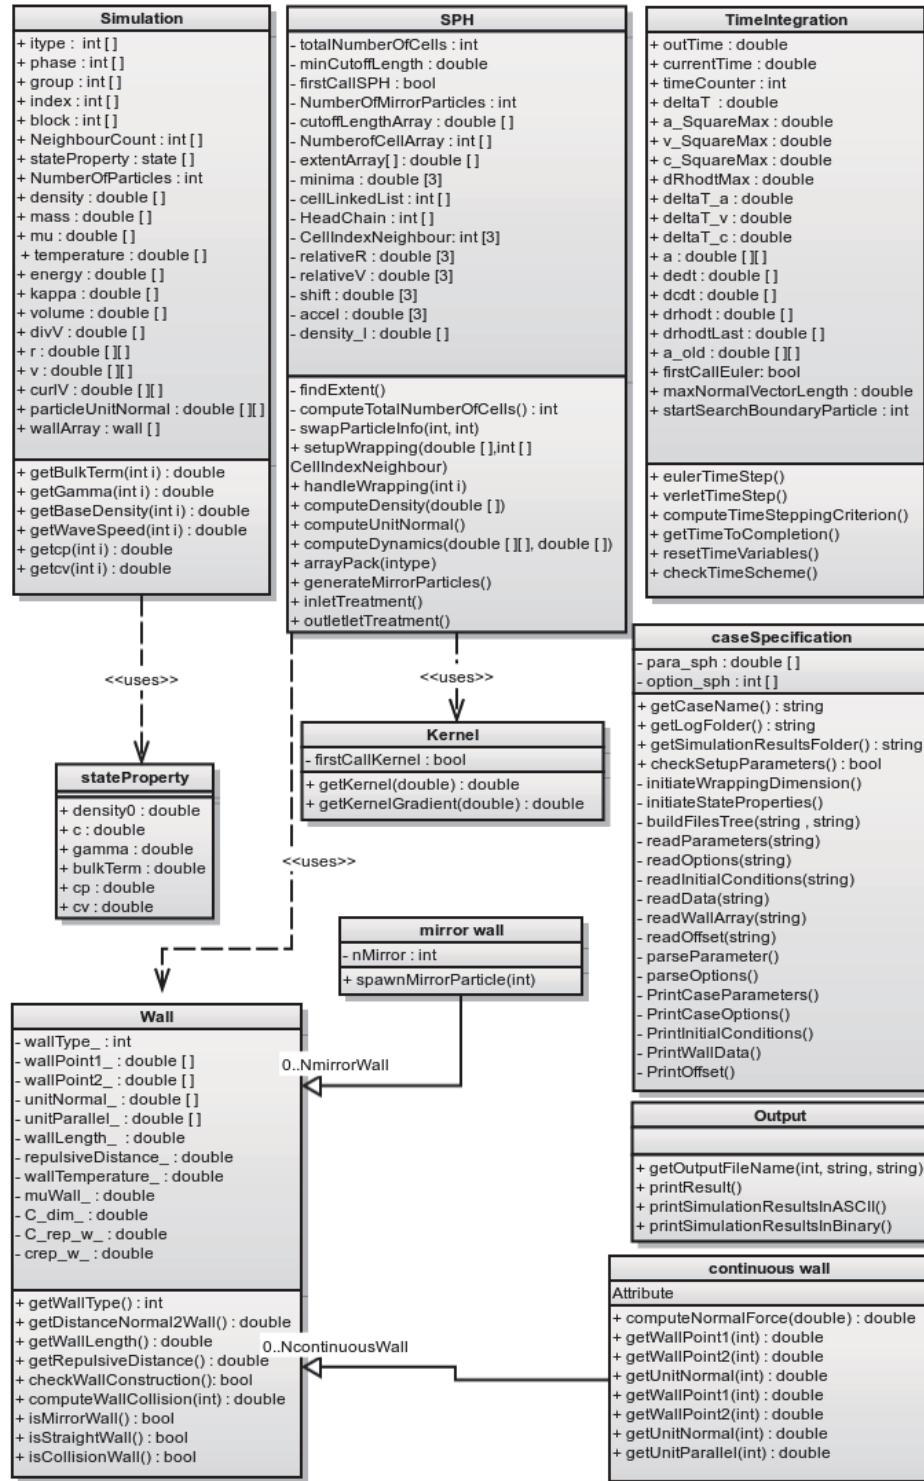 Simulation
+ itype : int [ ]
+ phase : int [ ]
+ group : int [ ]
+ index : int [ ]
+ block : int [ ]
+ NeighbourCount : int [ ]
+ stateProperty : state [ ]
+ NumberOfParticles : int
+ density : double [ ]
+ mass : double [ ]
+ mu : double [ ]
+ temperature : double [ ]
+ energy : double [ ]
+ kappa : double [ ]
+ volume : double [ ]
+ divV : double [ ]
+ r : double [ ][ ]
+ v : double [ ][ ]
+ curlV : double [ ][ ]
+ particleUnitNormal : double [ ][ ]
+ wallArray : wall [ ]
+ getBulkTerm(int i) : double
+ getGamma(int i) : double
+ getBaseDensity(int i) : double
+ getWaveSpeed(int i) : double
+ getcp(int i) : double
+ getcv(int i) : double
SPH
- totalNumberOfCells : int
- minCutoffLength : double
- firstCallSPH : bool
- NumberOfMirrorParticles : int
- cutoffLengthArray : double [ ]
- NumberofCellArray : int [ ]
- extentArray[ ] : double [ ]
- minima : double [3]
- cellLinkedList : int [ ]
- HeadChain : int [ ]
- CellIndexNeighbour: int [3]
- relativeR : double [3]
- relativeV : double [3]
- shift : double [3]
- accel : double [3]
- density_l : double [ ]
- findExtent()
- computeTotalNumberOfCells() : int
- swapParticleInfo(int, int)
+ setupWrapping(double [ ],int [ ]
CellIndexNeighbour)
+ handleWrapping(int i)
+ computeDensity(double [ ])
+ computeUnitNormal()
+ computeDynamics(double [ ][ ], double [ ])
+ arrayPack(intype)
+ generateMirrorParticles()
+ inletTreatment()
+ outletletTreatment()
TimeIntegration
+ outTime : double
+ currentTime : double
+ timeCounter : int
+ deltaT : double
+ a_SquareMax : double
+ v_SquareMax : double
+ c_SquareMax : double
+ dRhodtMax : double
+ deltaT_a : double
+ deltaT_v : double
+ deltaT_c : double
+ a : double [ ][ ]
+ dedt : double [ ]
+ dcdt : double [ ]
+ drhodt : double [ ]
+ drhodtLast : double [ ]
+ a_old : double [ ][ ]
+ firstCallEuler: bool
+ maxNormalVectorLength : double
+ startSearchBoundaryParticle : int
+ eulerTimeStep()
+ verletTimeStep()
+ computeTimeSteppingCriterion()
+ getTimeToCompletion()
+ resetTimeVariables()
+ checkTimeScheme()
<<uses>>
<<uses>>
<<uses>>
stateProperty
+ density0 : double
+ c : double
+ gamma : double
+ bulkTerm : double
+ cp : double
+ cv : double
Kernel
- firstCallKernel : bool
+ getKernel(double) : double
+ getKernelGradient(double) : double
caseSpecification
- para_sph : double [ ]
- option_sph : int [ ]
+ getCaseName() : string
+ getLogFolder() : string
+ getSimulationResultsFolder() : string
+ checkSetupParameters() : bool
- initiateWrappingDimension()
- initiateStateProperties()
- buildFilesTree(string , string)
- readParameters(string)
- readOptions(string)
- readInitialConditions(string)
- readData(string)
- readWallArray(string)
- readOffset(string)
- parseParameter()
- parseOptions()
- PrintCaseParameters()
- PrintCaseOptions()
- PrintInitialConditions()
- PrintWallData()
- PrintOffset()
mirror wall
- nMirror : int
+ spawnMirrorParticle(int)
Wall
- wallType_ : int
- wallPoint1_ : double [ ]
- wallPoint2_ : double [ ]
- unitNormal_ : double [ ]
- unitParallel_ : double [ ]
- wallLength_ : double
- repulsiveDistance_ : double
- wallTemperature_ : double
- muWall_ : double
- C_dim_ : double
- C_rep_w_ : double
- crep_w_ : double
+ getWallType() : int
+ getDistanceNormal2Wall() : double
+ getWallLength() : double
+ getRepulsiveDistance() : double
+ checkWallConstruction(): bool
+ computeWallCollision(int) : double
+ isMirrorWall() : bool
+ isStraightWall() : bool
+ isCollisionWall() : bool
0..NmirrorWall
0..NcontinuousWall
Output
+ getOutputFileName(int, string, string)
+ printResult()
+ printSimulationResultsInASCII()
+ printSimulationResultsInBinary()
continuous wall
Attribute
+ computeNormalForce(double) : double
+ getWallPoint1(int) : double
+ getWallPoint2(int) : double
+ getUnitNormal(int) : double
+ getWallPoint1(int) : double
+ getWallPoint2(int) : double
+ getUnitNormal(int) : double
+ getUnitParallel(int) : double